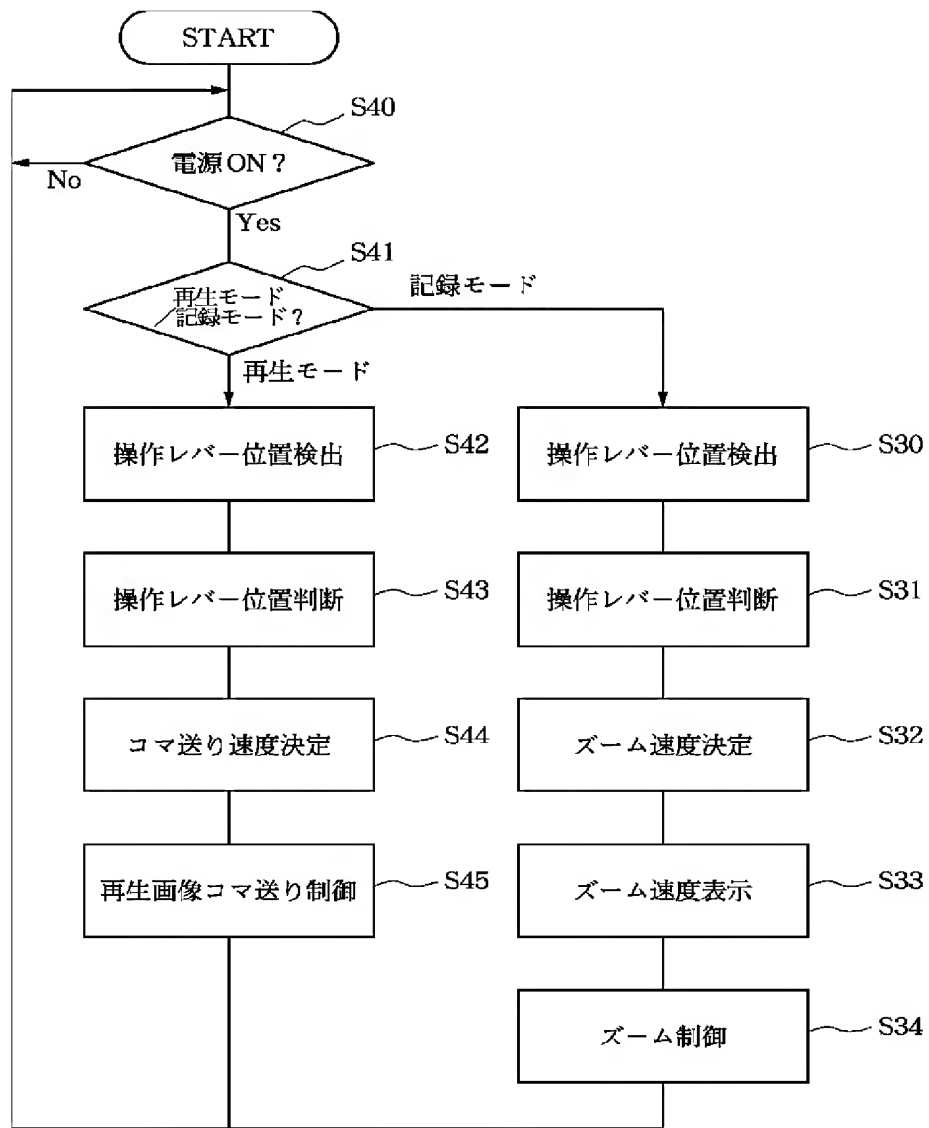 START
S40
電源ON?
No
Yes
S41
再生モード
記録モード?
記録モード
再生モード
操作レバー位置検出
S42
操作レバー位置検出
S30
操作レバー位置判断
S43
操作レバー位置判断
S31
コマ送り速度決定
S44
ズーム速度決定
S32
再生画像コマ送り制御
S45
ズーム速度表示
S33
ズーム制御
S34